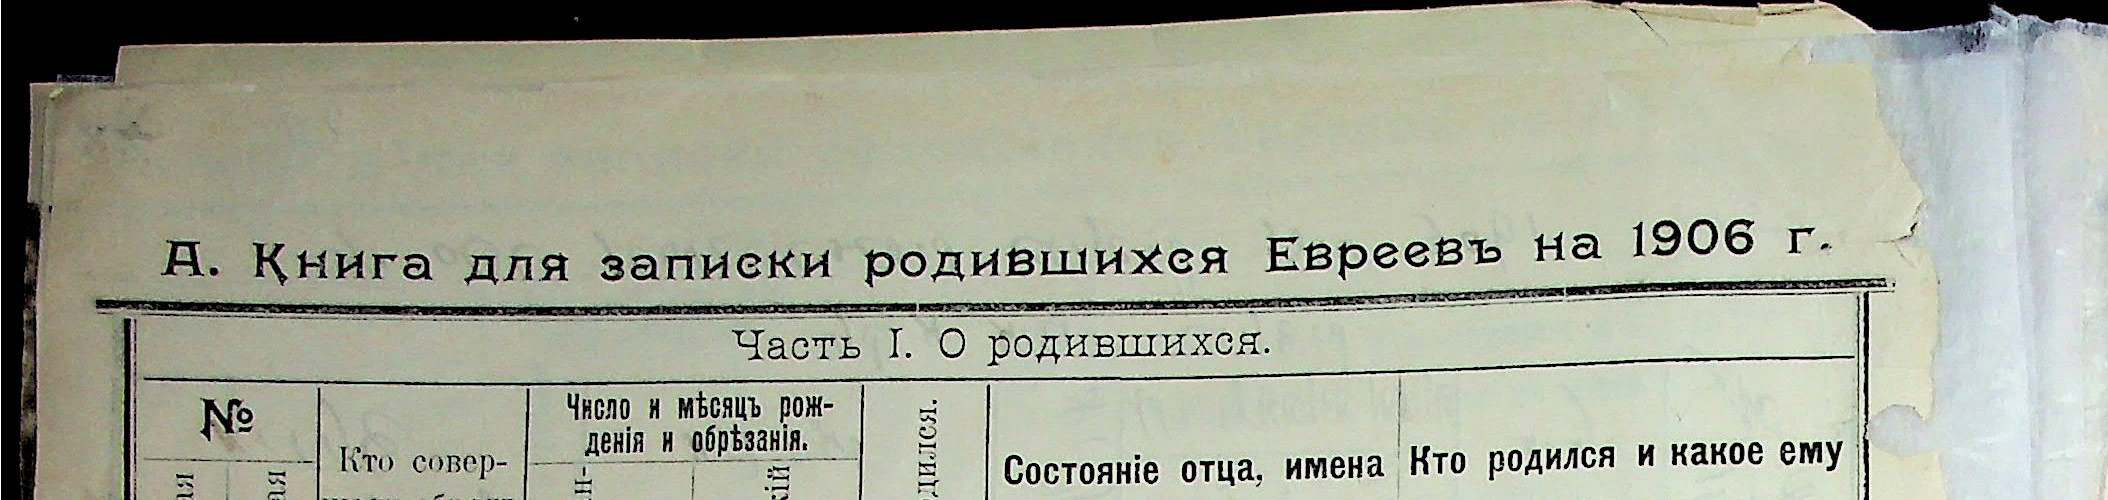 А. Книга для записки родившихся Евреевъ на 1906 г.
Часть I. О родившихся.
№
Кто совер-
Число и мѣсяцъ рож-
денія и обрѣзанія.
Состояніе отца, имена
Кто родился и какое ему